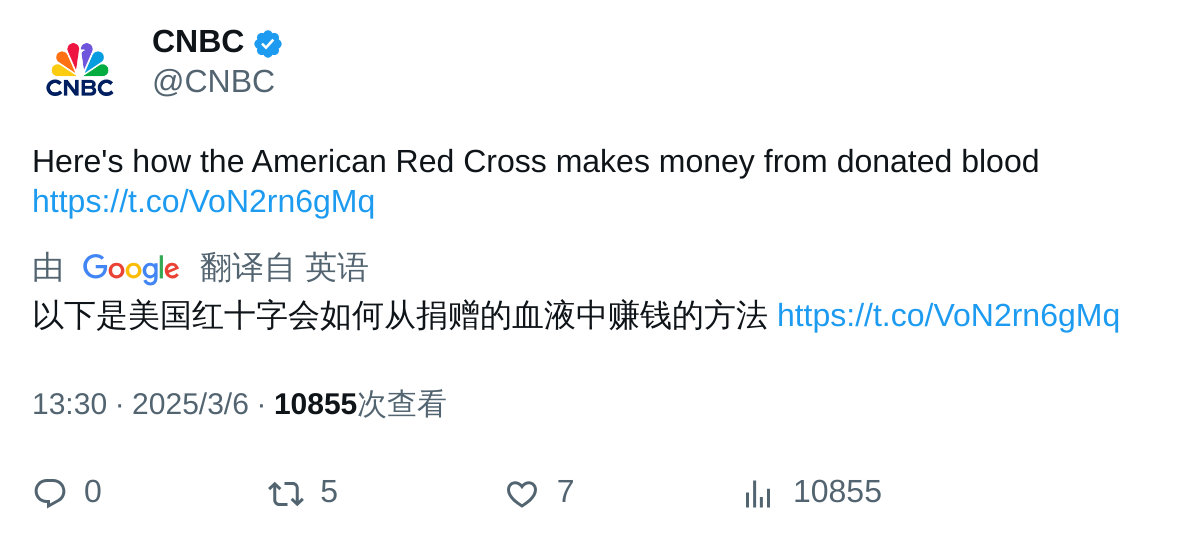 CNBC
CNBC
@CNBC
Here's how the American Red Cross makes money from donated blood
https://t.co/VoN2rn6gMq
由 Google 翻译自 英语
以下是美国红十字会如何从捐赠的血液中赚钱的方法 https://t.co/VoN2rn6gMq
13:30 · 2025/3/6 · 10855次查看
0 5 7 10855